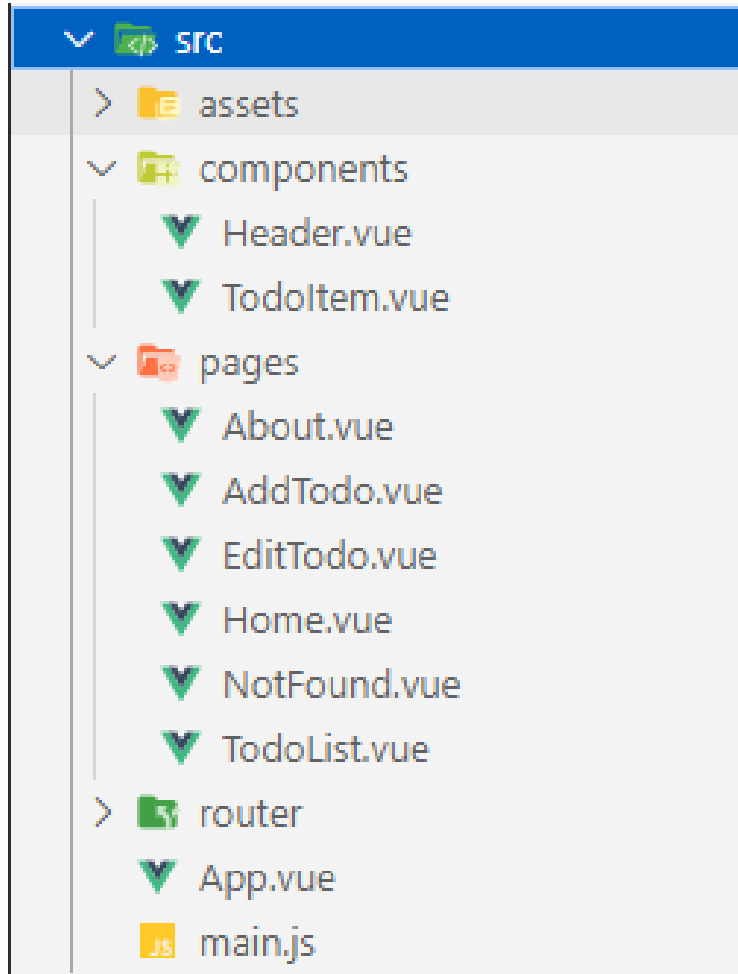 src
assets
components
Header.vue
TodoItem.vue
pages
About.vue
AddTodo.vue
EditTodo.vue
Home.vue
NotFound.vue
TodoList.vue
router
App.vue
JS main.js